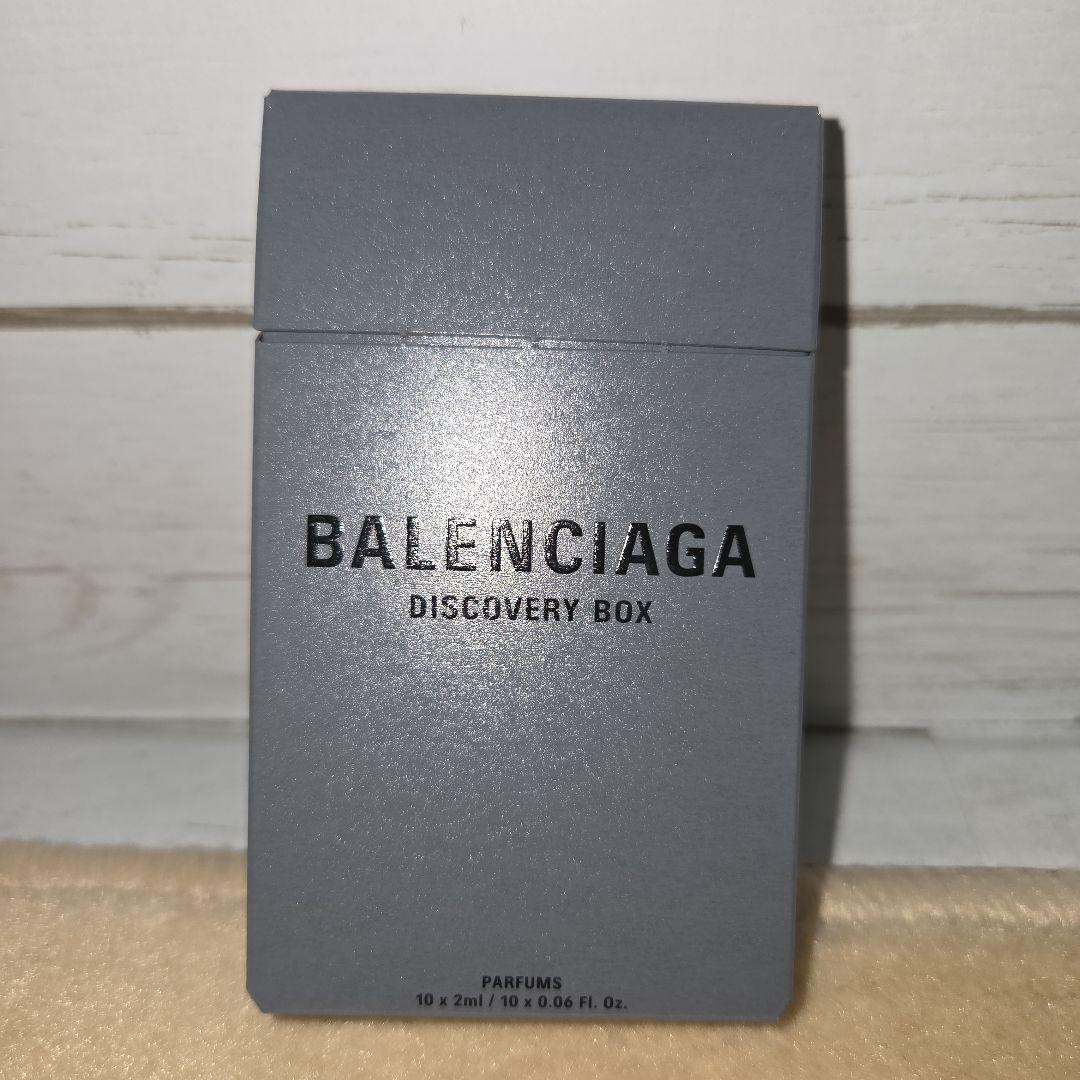 BALENCIAGA
DISCOVERY BOX
PARFUMS
10 x 2ml / 10 x 0.06 Fl. Oz.